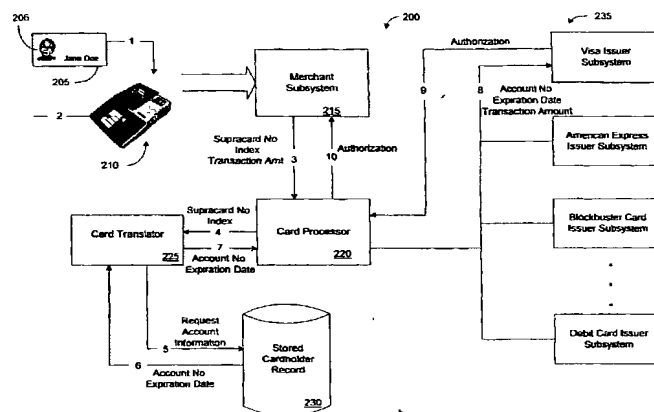 206
1
Jane Doe
205
2
210
200
235
Authorization
Visa Issuer
Subsystem
Merchant
Subsystem
215
9
8
Account No
Expiration Date
Transaction Amount
American Express
Issuer Subsystem
Supracard No
Index
Transaction Amt
3
10
Authorization
Blockbuster Card
Issuer Subsystem
Supracard No
Index
4
Card Translator
225
7
Account No
Expiration Date
Card Processor
220
Request
Account
Information
5
6
Account No
Expiration Date
Stored
Cardholder
Record
230
Debit Card Issuer
Subsystem